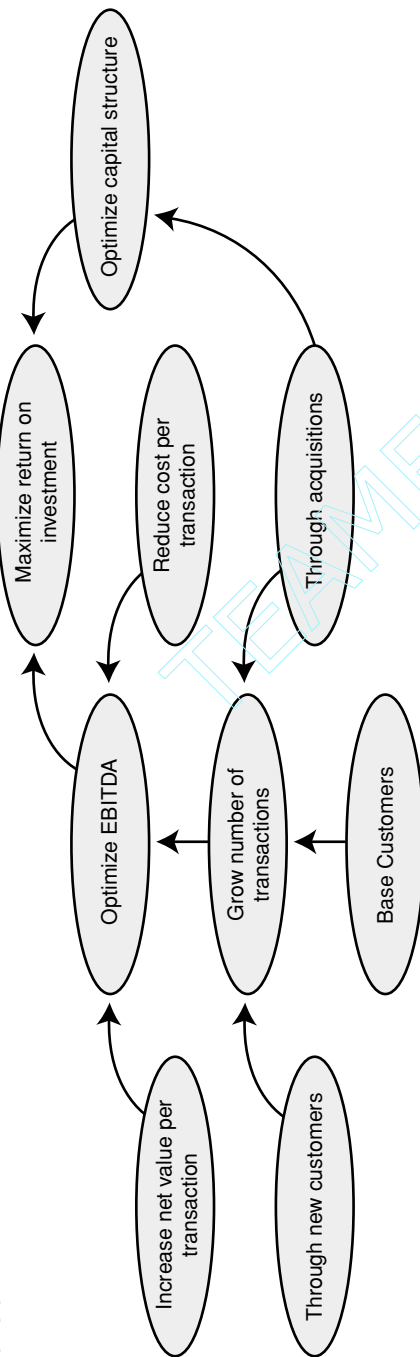 Maximize return on
investment
Optimize capital structure
Optimize EBITDA
Increase net value per
transaction
Reduce cost per
transaction
Grow number of
transactions
Through new customers
Base Customers
Through acquisitions